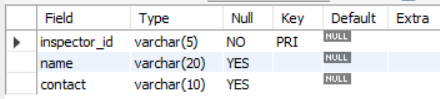 Field Type Null Key Default Extra
inspector_id varchar(5) NO PRI NULL
name varchar(20) YES NULL
contact varchar(10) YES NULL